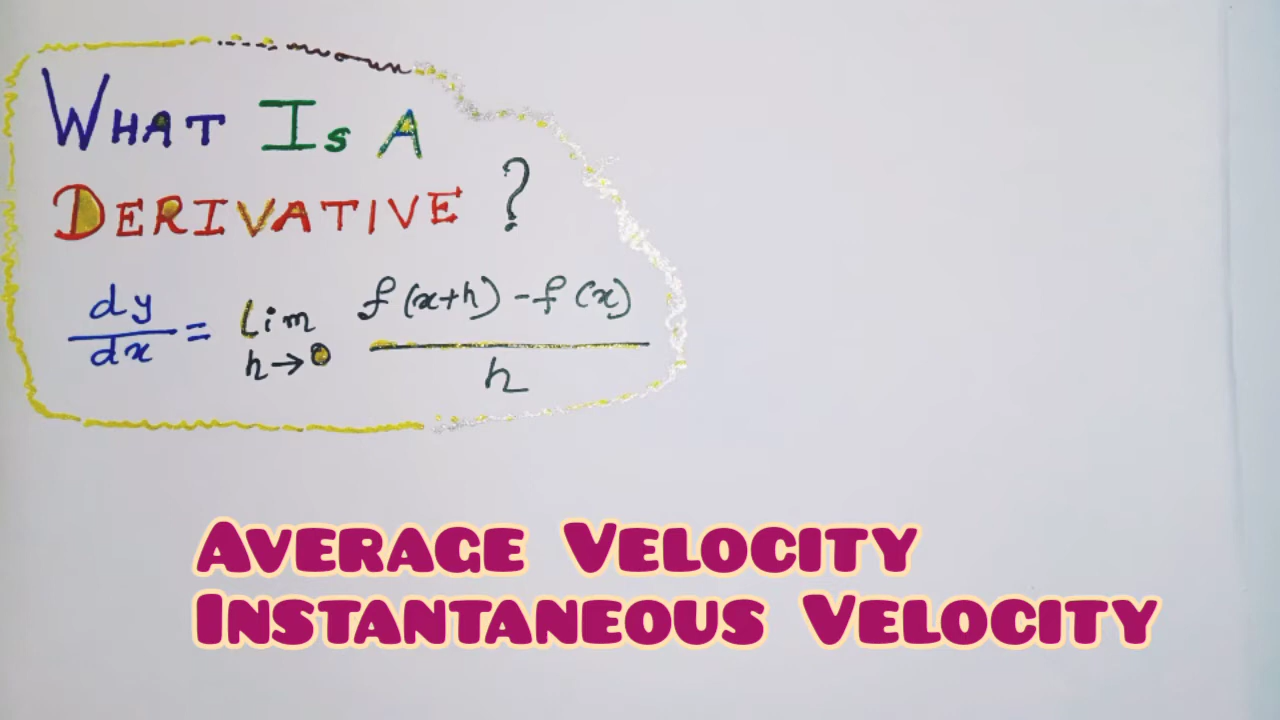 WHAT IS A
DERIVATIVE ?
dy/dx = lim h→0 f(x+h) - f(x) / h
AVERAGE VELOCITY
INSTANTANEOUS VELOCITY